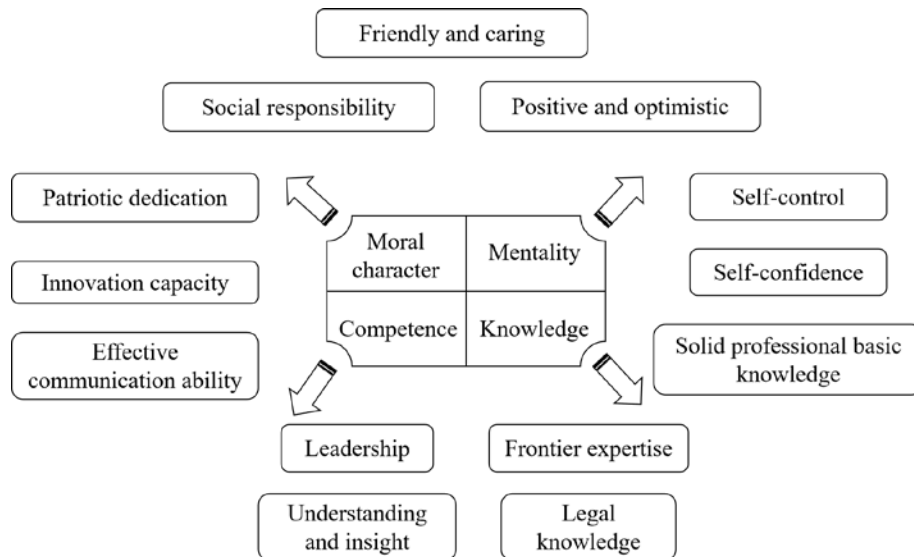 Friendly and caring
Social responsibility
Positive and optimistic
Patriotic dedication
Self-control
Moral
character
Mentality
Innovation capacity
Self-confidence
Competence
Knowledge
Effective
communication ability
Solid professional basic
knowledge
Leadership
Frontier expertise
Understanding
and insight
Legal
knowledge